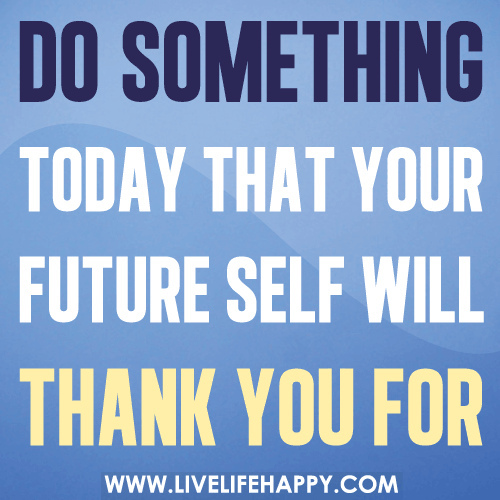 DO SOMETHING
TODAY THAT YOUR
FUTURE SELF WILL
THANK YOU FOR
WWW.LIVELIFEHAPPY.COM